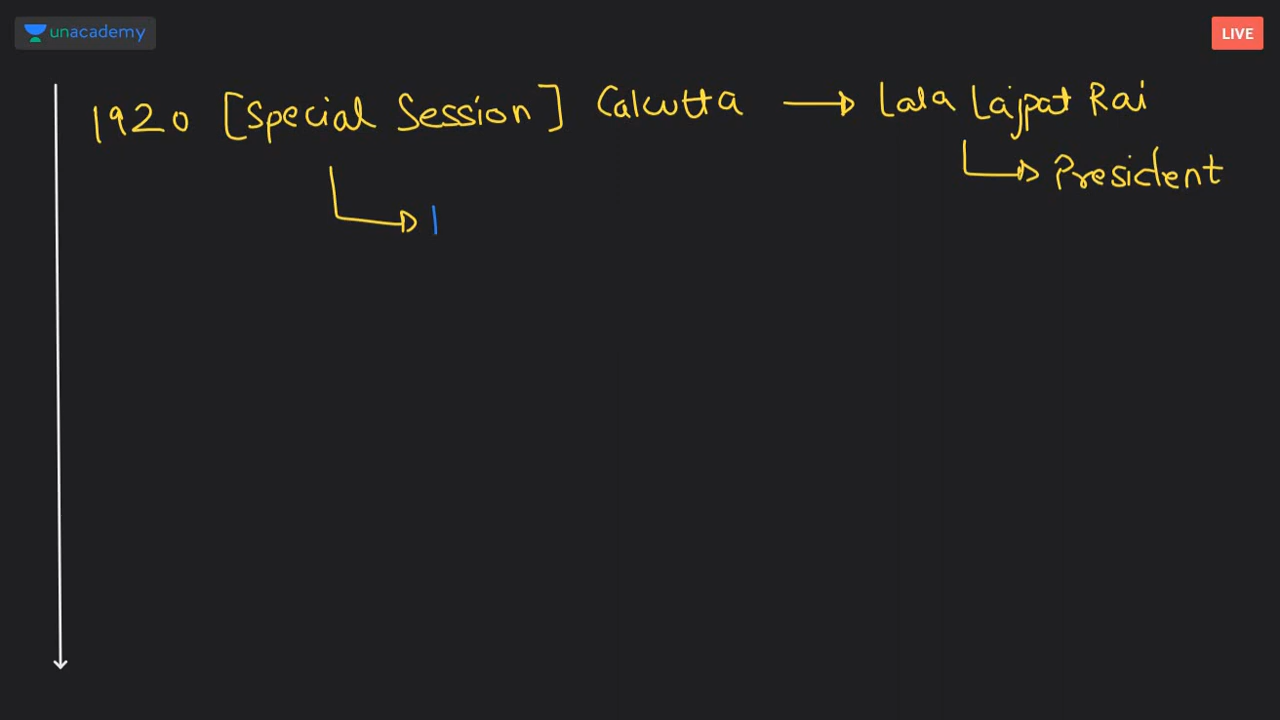 unacademy
LIVE
1920 [Special Session] Calcutta → Lala Lajpat Rai
→ President
→